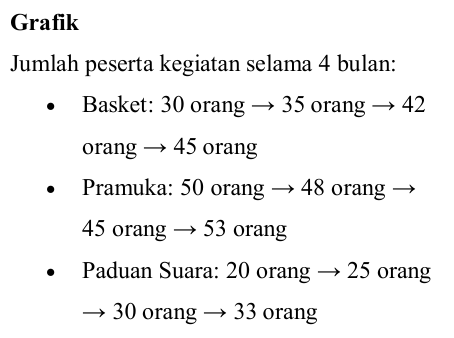 Grafik
Jumlah peserta kegiatan selama 4 bulan:
• Basket: 30 orang → 35 orang → 42
orang → 45 orang
• Pramuka: 50 orang → 48 orang →
45 orang → 53 orang
• Paduan Suara: 20 orang → 25 orang
→ 30 orang → 33 orang